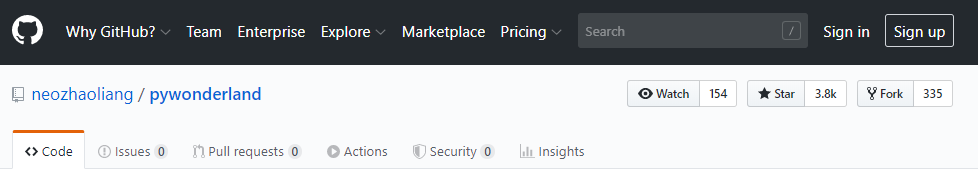 Why GitHub? Team Enterprise Explore Marketplace Pricing Search / Sign in Sign up
neozhaoliang / pywonderland Watch 154 Star 3.8k Fork 335
Code Issues 0 Pull requests 0 Actions Security 0 Insights